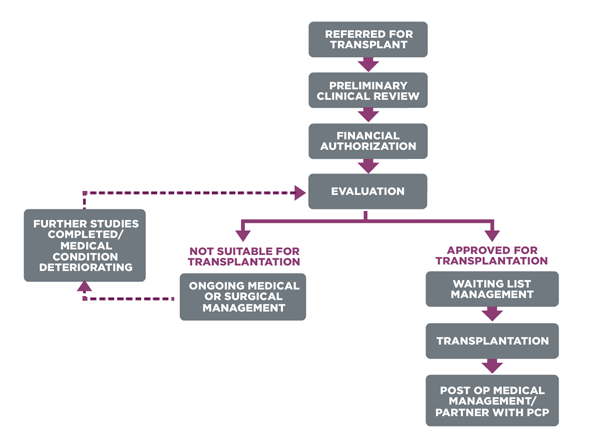 REFERRED FOR
TRANSPLANT
PRELIMINARY
CLINICAL REVIEW
FINANCIAL
AUTHORIZATION
EVALUATION
FURTHER STUDIES
COMPLETED/
MEDICAL
CONDITION
DETERIORATING
NOT SUITABLE FOR
TRANSPLANTATION
ONGOING MEDICAL
OR SURGICAL
MANAGEMENT
APPROVED FOR
TRANSPLANTATION
WAITING LIST
MANAGEMENT
TRANSPLANTATION
POST OP MEDICAL
MANAGEMENT/
PARTNER WITH PCP